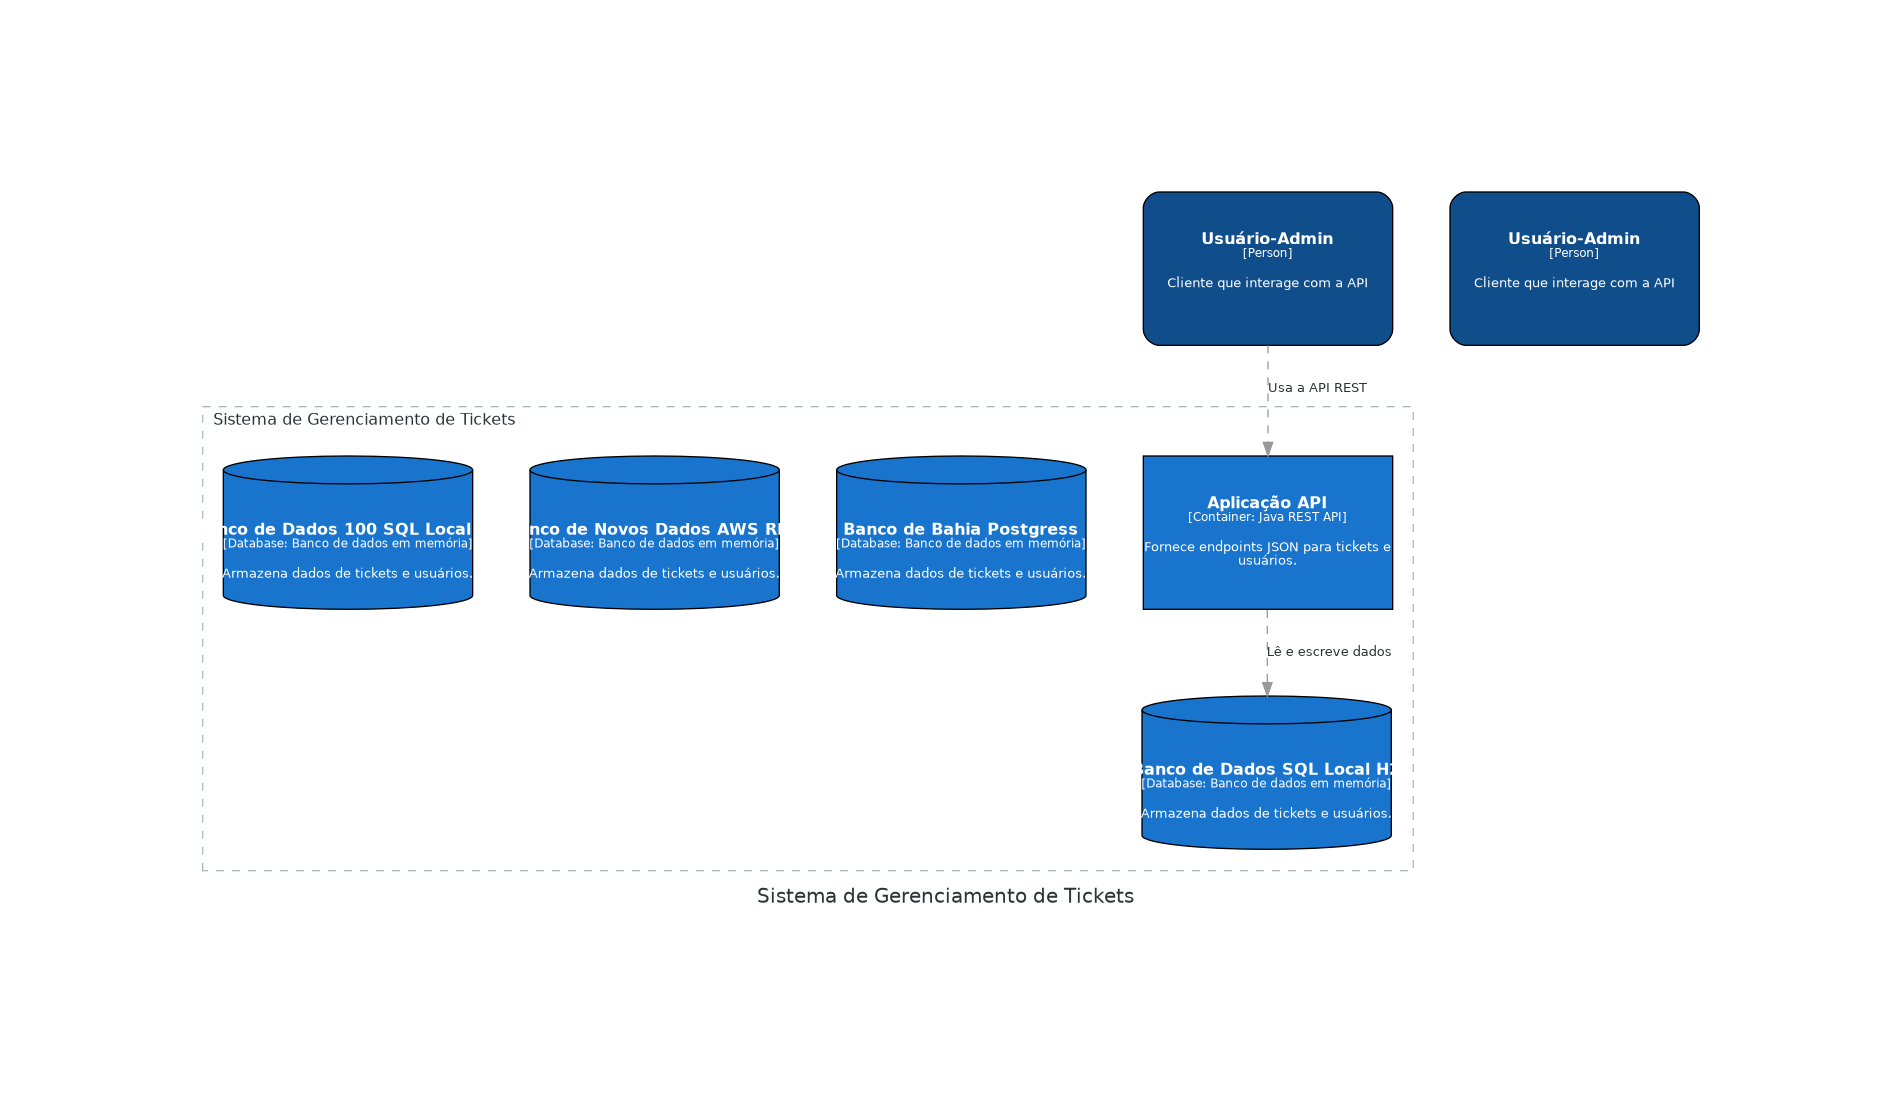 Usuário-Admin
[Person]
Cliente que interage com a API
Usuário-Admin
[Person]
Cliente que interage com a API
Usa a API REST
Sistema de Gerenciamento de Tickets
de Dados 100 SQL Local
[Database: Banco de dados em memória]
Armazena dados de tickets e usuários.
de Novos Dados AWS
[Database: Banco de dados em memória]
Armazena dados de tickets e usuários.
Banco de Bahia Postgress
[Database: Banco de dados em memória]
Armazena dados de tickets e usuários.
Aplicação API
[Container: Java REST API]
Fornece endpoints JSON para tickets e
usuários.
Lê e escreve dados
Banco de Dados SQL Local H2
[Database: Banco de dados em memória]
Armazena dados de tickets e usuários.
Sistema de Gerenciamento de Tickets